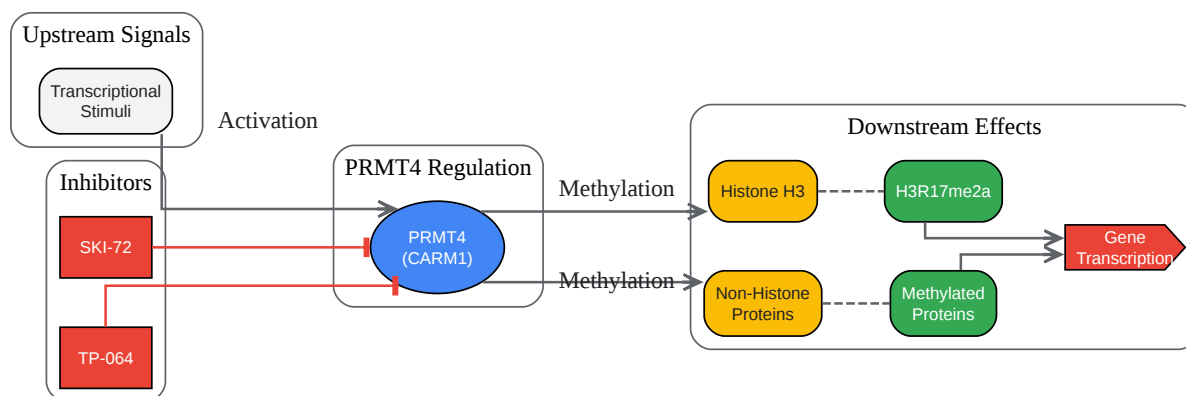 Upstream Signals
Transcriptional
Stimuli
Activation
Inhibitors
SKI-72
TP-064
PRMT4 Regulation
PRMT4
(CARM1)
Methylation
Methylation
Downstream Effects
Histone H3
H3R17me2a
Non-Histone
Proteins
Methylated
Proteins
Gene
Transcription